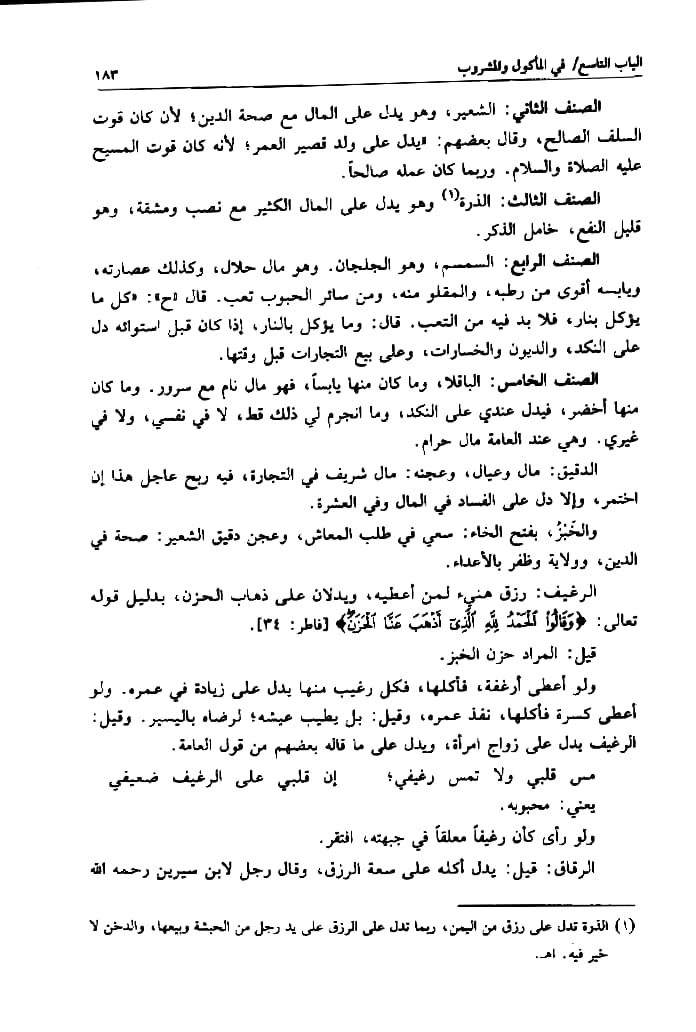 الباب التاسع/ في المأكول والمشروب
١٨٣
الصنف الثاني: الشعير، وهو يدل على المال مع صحة الدين؛ لأن كان قوت
السلف الصالح، وقال بعضهم: «يدل على ولد قصير العمر؛ لأنه كان قوت المسيح
عليه الصلاة والسلام. وربما كان عمله صالحاً.
الصنف الثالث: الذرة(١) وهو يدل على المال الكثير مع نصب ومشقة، وهو
قليل النفع، خامل الذكر.
الصنف الرابع: السمسم، وهو الجلجان. وهو مال حلال، وكذلك عصارته،
ويابسه أقوى من رطبه، والمقلو منه، ومن سائر الحبوب تعب. قال «ح»: «كل ما
يؤكل بنار، فلا بد فيه من التعب. قال: وما يؤكل بالنار، إذا كان قبل استوائه دل
على النكد، والديون والخسارات، وعلى بيع التجارات قبل وقتها.
الصنف الخامس: الباقلا، وما كان منها يابساً، فهو مال نام مع سرور. وما كان
منها أخضر، فيدل عندي على النكد، وما انجرم لي ذلك قط، لا في نفسي، ولا في
غيري. وهي عند العامة مال حرام.
الدقيق: مال وعيال، وعجنه: مال شريف في التجارة، فيه ربح عاجل هذا إن
اختمر، وإلا دل على الفساد في المال وفي العشرة.
والخَبْزُ، بفتح الخاء: سعي في طلب المعاش، وعجن دقيق الشعير: صحة في
الدين، وولاية وظفر بالأعداء.
الرغيف: رزق هنيء لمن أعطيه، ويدلان على ذهاب الحزن، بدليل قوله
تعالى: ﴿وَقَالُوا الْحَمْدُ لِلَّهِ الَّذِي أَذْهَبَ عَنَّا الْحَزَنَ﴾ [فاطر: ٣٤].
قيل: المراد حزن الخبز.
ولو أعطى أرغفة، فأكلها، فكل رغيب منها يدل على زيادة في عمره. ولو
أعطى كسرة فأكلها، نفذ عمره، وقيل: بل يطيب عيشه؛ لرضاه باليسير. وقيل:
الرغيف يدل على زواج امرأة، ويدل على ما قاله بعضهم من قول العامة.
مس قلبي ولا تمس رغيفي؛ إن قلبي على الرغيف ضعيفي
يعني: محبوبه.
ولو رأى كأن رغيفاً معلقاً في جبهته، افتقر.
الرقاق: قيل: يدل أكله على سعة الرزق، وقال رجل لابن سيرين رحمه الله
(١) الذرة تدل على رزق من اليمن، ربما تدل على الرزق على يد رجل من الحبشة وبيعها، والدخن لا
خير فيه. اهـ.